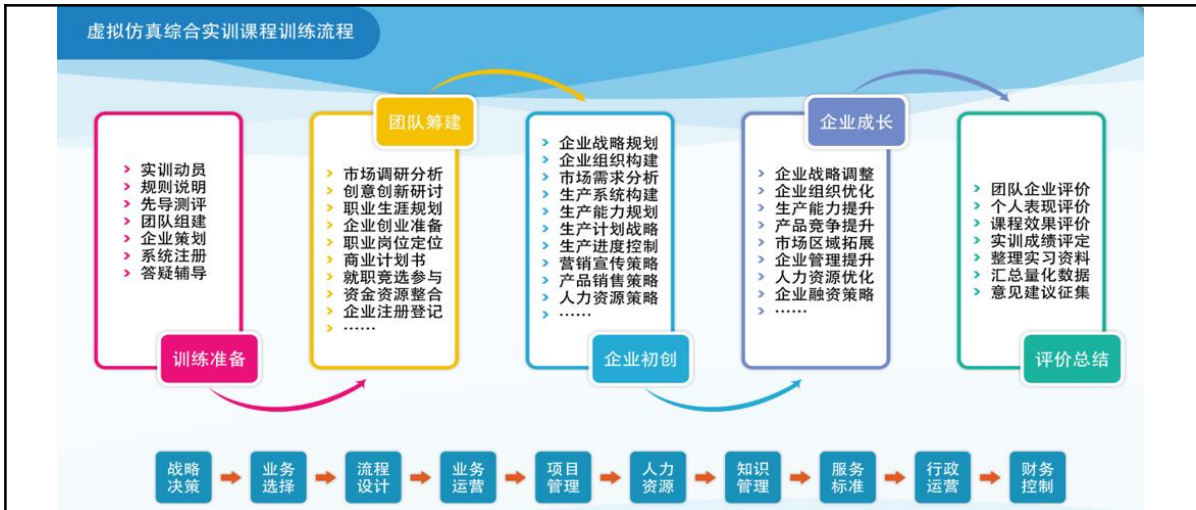 虚拟仿真综合实训课程训练流程
实训动员
规则说明
先导测评
团队组建
企业策划
系统注册
答疑辅导
训练准备
团队筹建
市场调研分析
创意创新研讨
职业生涯规划
企业创业准备
职业岗位定位
商业计划书
就职竞选参与
资金资源整合
企业注册登记
……
企业战略规划
企业组织构建
市场需求分析
生产系统构建
生产能力规划
生产计划战略
生产进度控制
营销宣传策略
产品销售策略
人力资源策略
……
企业初创
企业成长
企业战略调整
企业组织优化
生产能力提升
产品竞争提升
市场区域拓展
企业管理提升
人力资源优化
企业融资策略
……
团队企业评价
个人表现评价
课程效果评价
实训成绩评定
整理实习资料
汇总量化数据
意见建议征集
评价总结
战略
决策
业务
选择
流程
设计
业务
运营
项目
管理
人力
资源
知识
管理
服务
标准
行政
运营
财务
控制